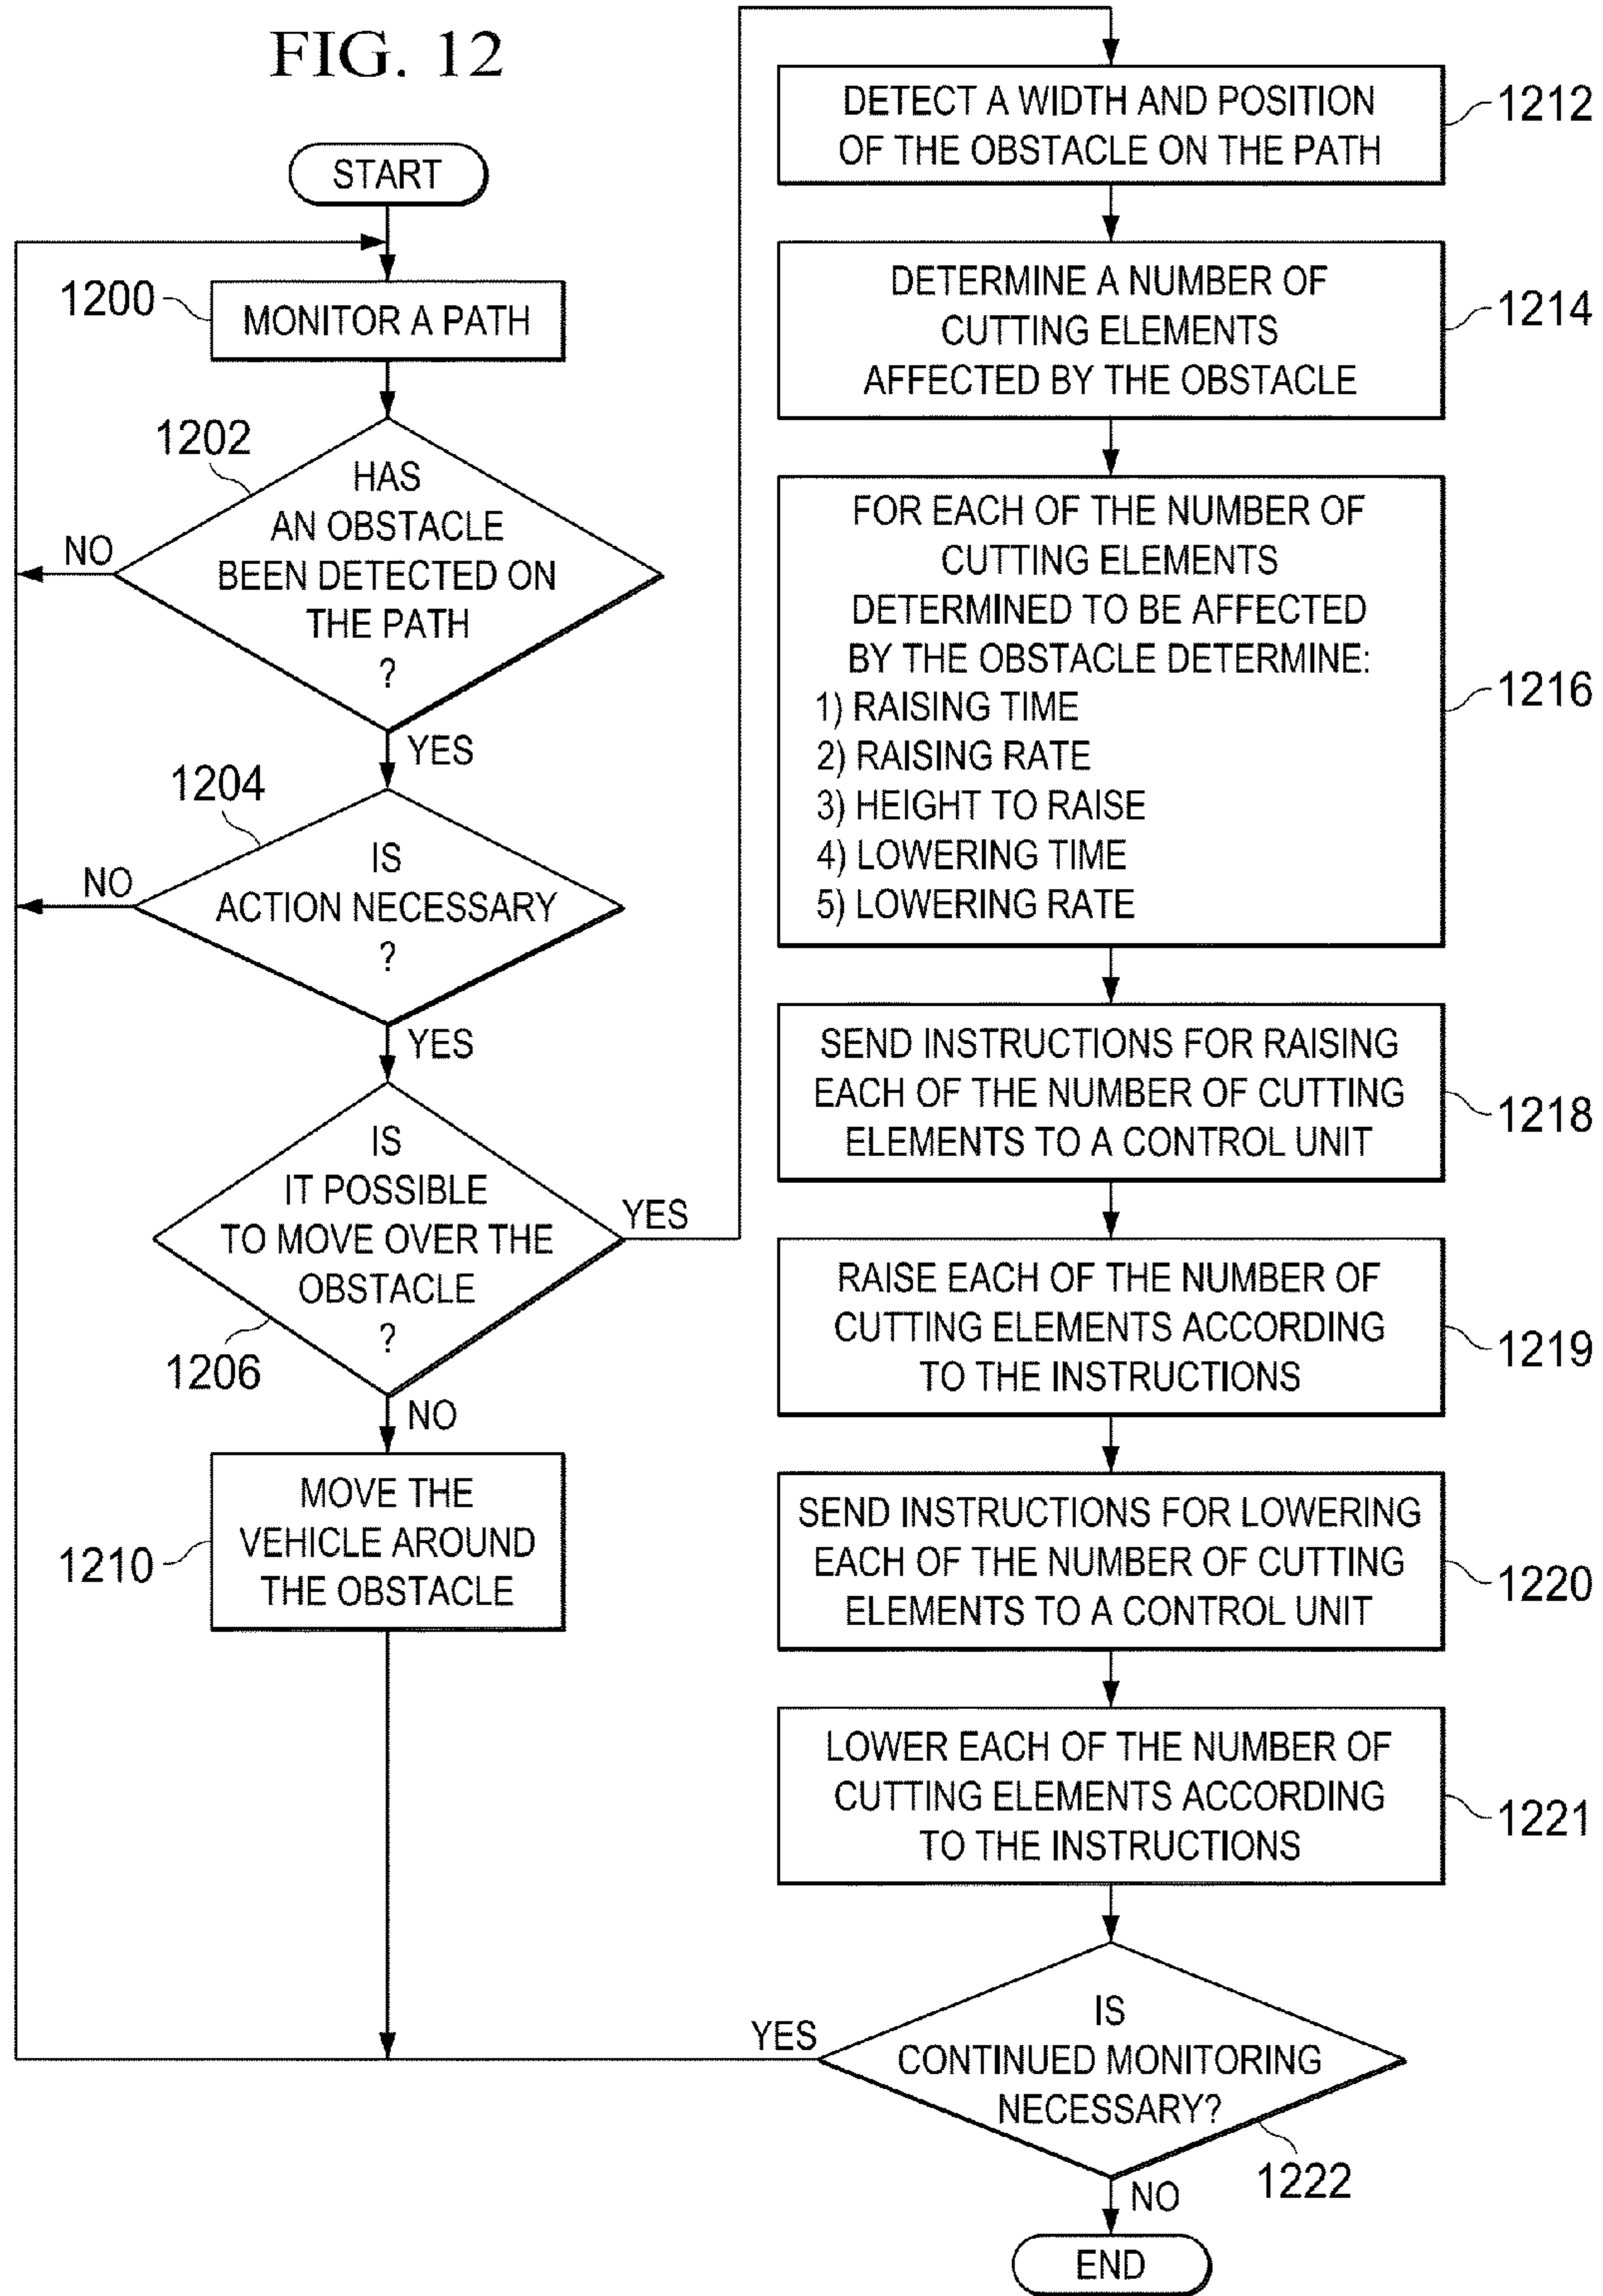 FIG. 12
START
1200
MONITOR A PATH
1202
HAS
AN OBSTACLE
BEEN DETECTED ON
THE PATH
?
NO
YES
1204
IS
ACTION NECESSARY
?
NO
YES
IS
IT POSSIBLE
TO MOVE OVER THE
OBSTACLE
?
YES
1206
NO
MOVE THE
VEHICLE AROUND
THE OBSTACLE
1210
DETECT A WIDTH AND POSITION
OF THE OBSTACLE ON THE PATH
1212
DETERMINE A NUMBER OF
CUTTING ELEMENTS
AFFECTED BY THE OBSTACLE
1214
FOR EACH OF THE NUMBER OF
CUTTING ELEMENTS
DETERMINED TO BE AFFECTED
BY THE OBSTACLE DETERMINE:
1) RAISING TIME
2) RAISING RATE
3) HEIGHT TO RAISE
4) LOWERING TIME
5) LOWERING RATE
1216
SEND INSTRUCTIONS FOR RAISING
EACH OF THE NUMBER OF CUTTING
ELEMENTS TO A CONTROL UNIT
1218
RAISE EACH OF THE NUMBER OF
CUTTING ELEMENTS ACCORDING
TO THE INSTRUCTIONS
1219
SEND INSTRUCTIONS FOR LOWERING
EACH OF THE NUMBER OF CUTTING
ELEMENTS TO A CONTROL UNIT
1220
LOWER EACH OF THE NUMBER OF
CUTTING ELEMENTS ACCORDING
TO THE INSTRUCTIONS
1221
YES
IS
CONTINUED MONITORING
NECESSARY?
1222
NO
END